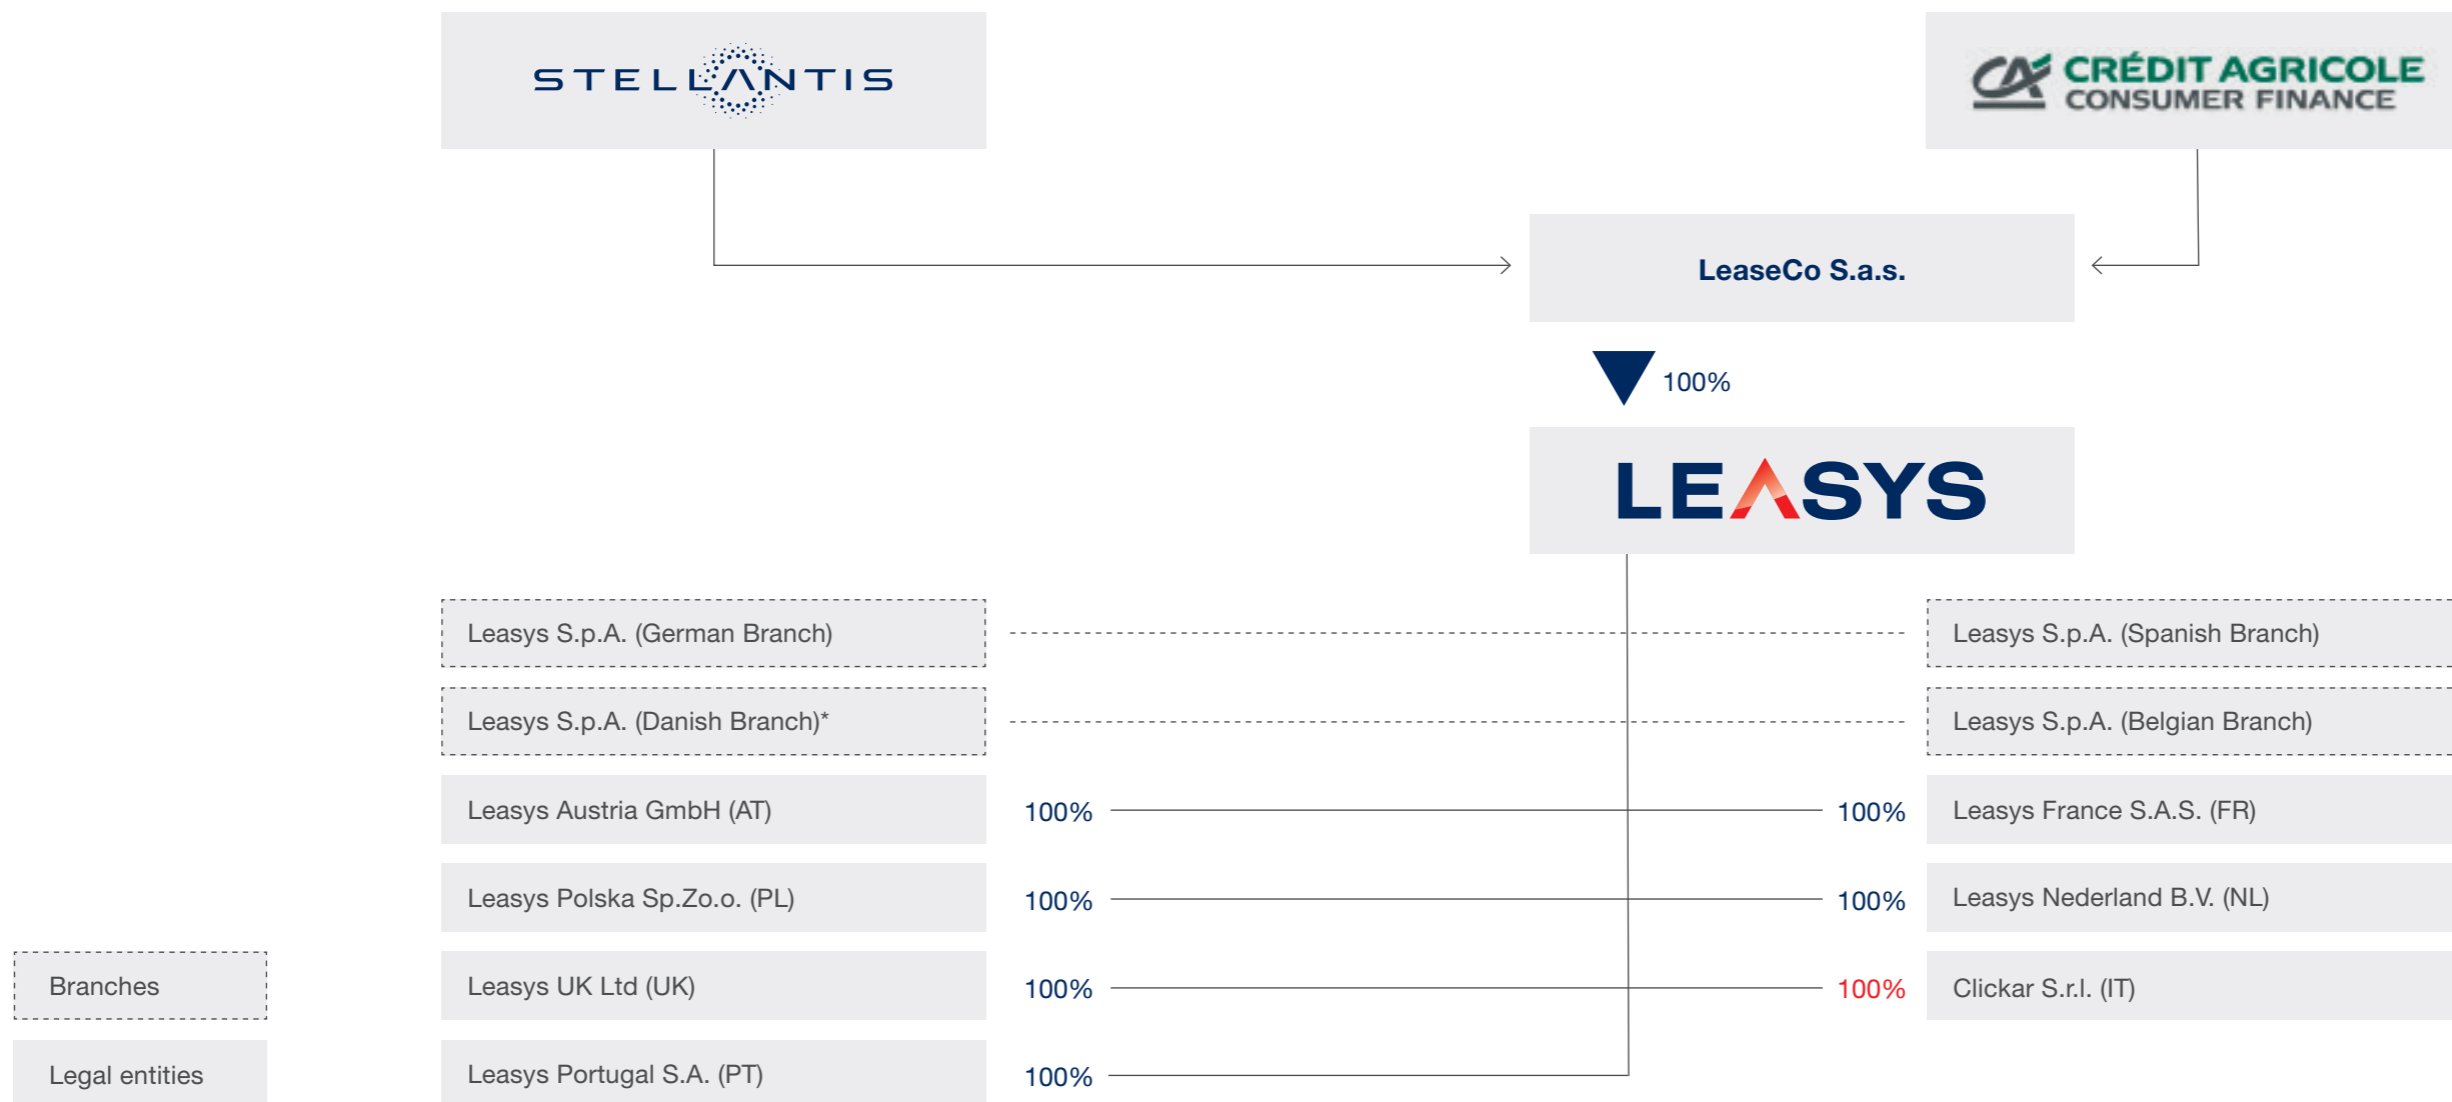 STELLANTIS
CRÉDIT AGRICOLE
CONSUMER FINANCE
LeaseCo S.a.s.
100%
LEASYS
Leasys S.p.A. (German Branch)
Leasys S.p.A. (Spanish Branch)
Leasys S.p.A. (Danish Branch)*
Leasys S.p.A. (Belgian Branch)
Leasys Austria GmbH (AT)
100%
100%
Leasys France S.A.S. (FR)
Leasys Polska Sp.Zo.o. (PL)
100%
100%
Leasys Nederland B.V. (NL)
Branches
Leasys UK Ltd (UK)
100%
100%
Clickar S.r.l. (IT)
Legal entities
Leasys Portugal S.A. (PT)
100%